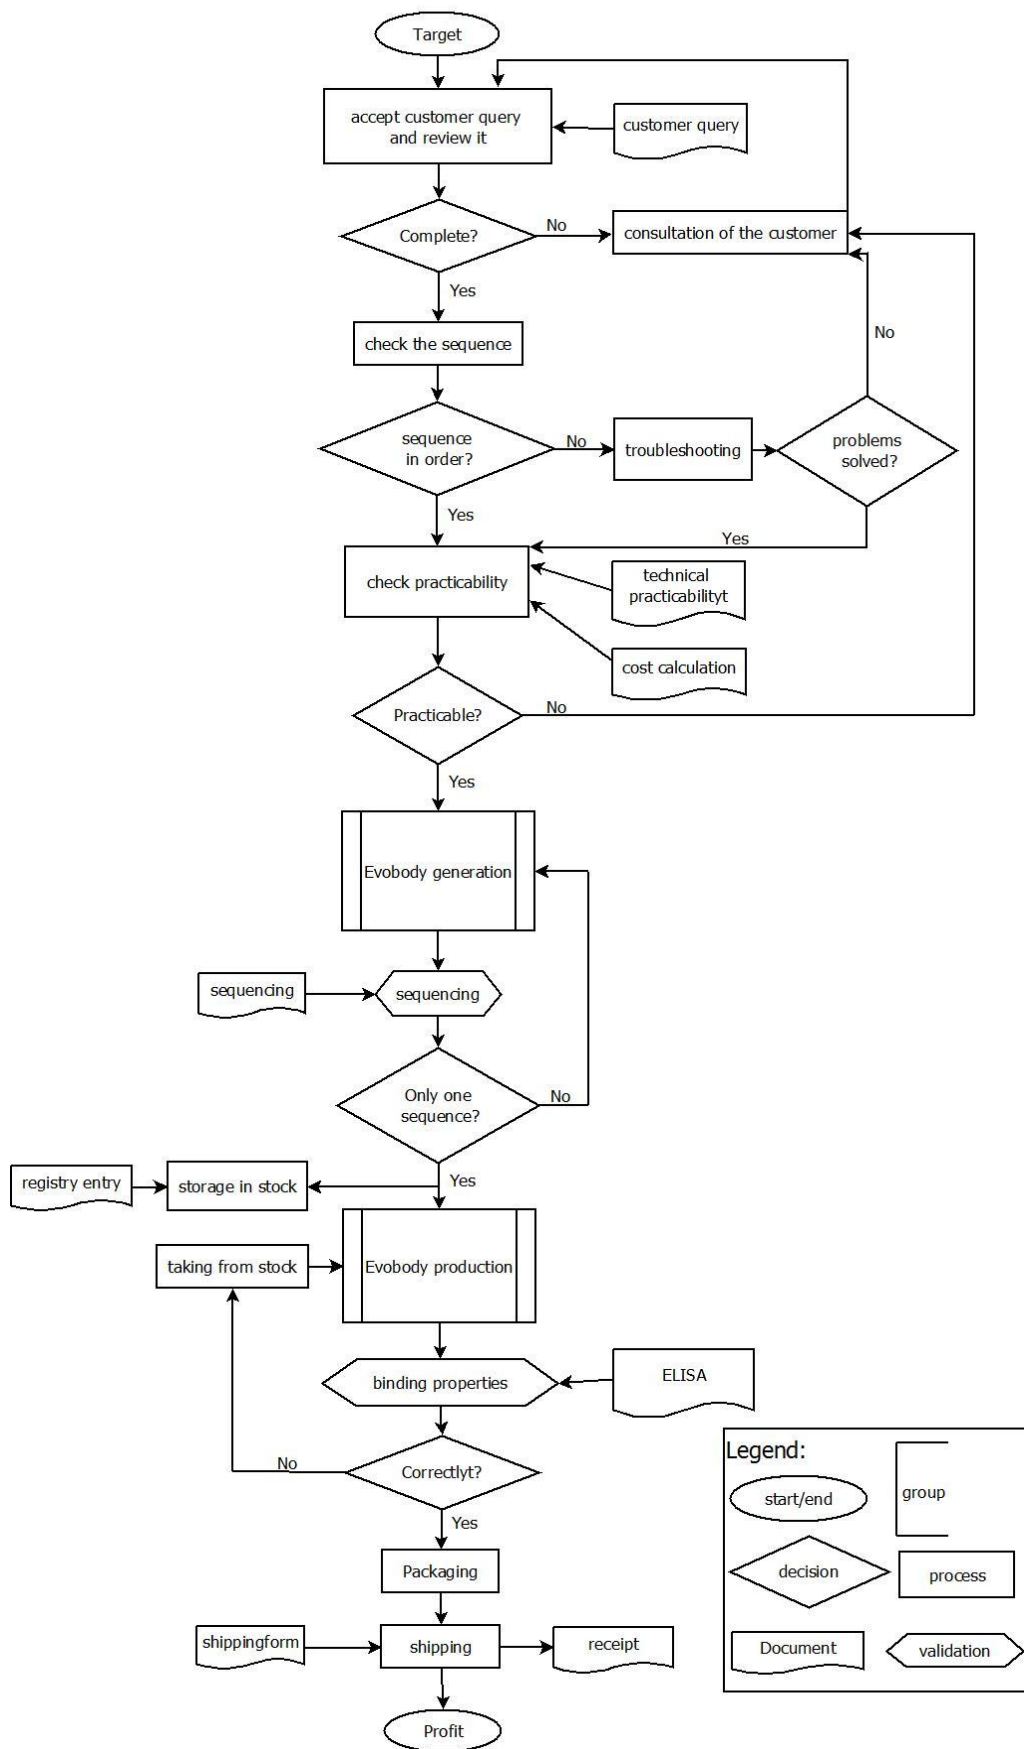 Target
accept customer query
and review it
customer query
Complete?
No
consultation of the customer
Yes
check the sequence
No
sequence
in order?
No
troubleshooting
problems
solved?
Yes
Yes
check practicability
technical
practicabilityt
cost calculation
Practicable?
No
Yes
Evobody generation
sequencing
sequencing
Only one
sequence?
No
registry entry
storage in stock
Yes
taking from stock
Evobody production
binding properties
ELISA
No
Correctlyt?
Yes
Packaging
shippingform
shipping
receipt
Profit
Legend:
start/end
group
decision
process
Document
validation